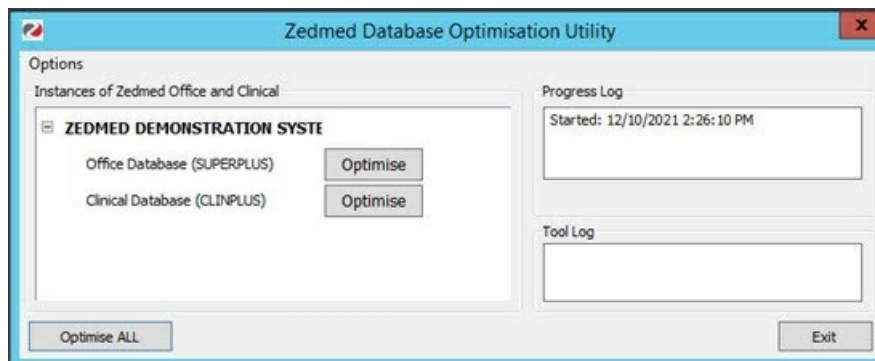 Zedmed Database Optimisation Utility
x
Options
Instances of Zedmed Office and Clinical
ZEDMED DEMONSTRATION SYSTE
Office Database (SUPERPLUS)
Optimise
Clinical Database (CLINPLUS)
Optimise
Progress Log
Started: 12/10/2021 2:26:10 PM
Tool Log
Optimise ALL
Exit